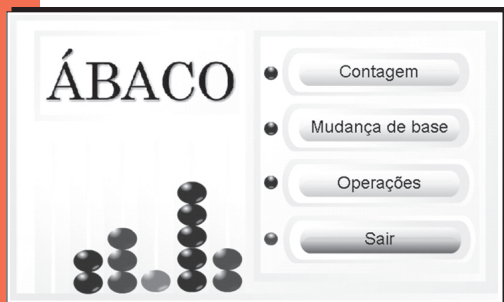 ÁBACO
Contagem
Mudança de base
Operações
Sair